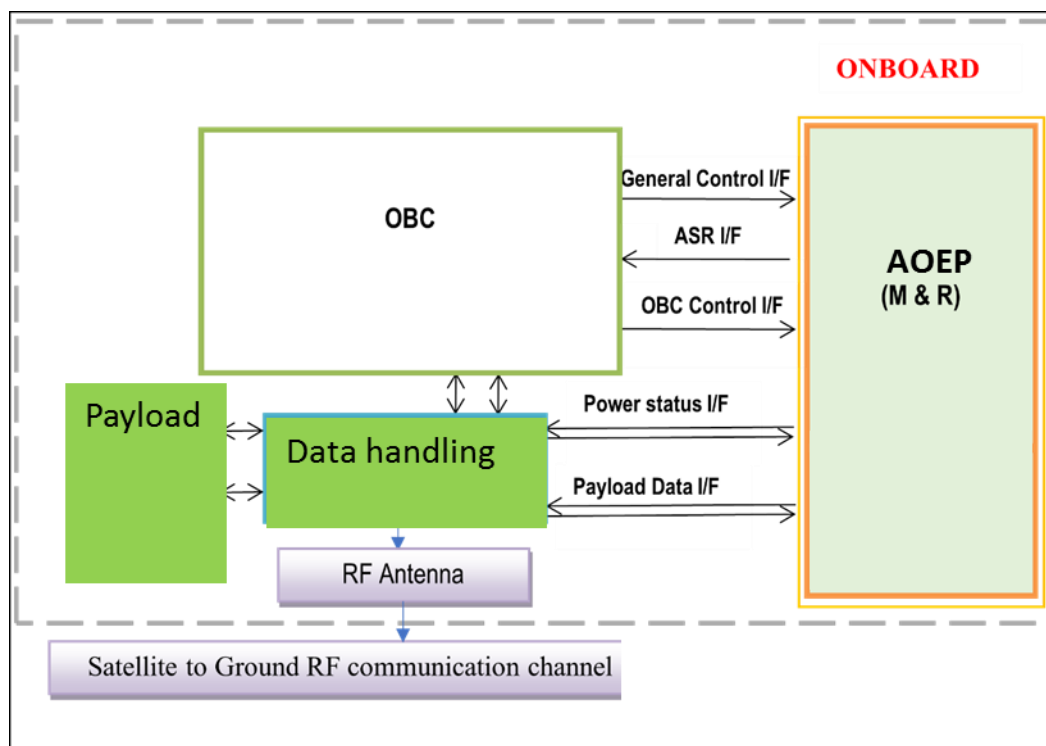 ONBOARD
General Control I/F
OBC
ASR I/F
AOEP
(M & R)
OBC Control I/F
Payload
Power status I/F
Data handling
Payload Data I/F
RF Antenna
Satellite to Ground RF communication channel